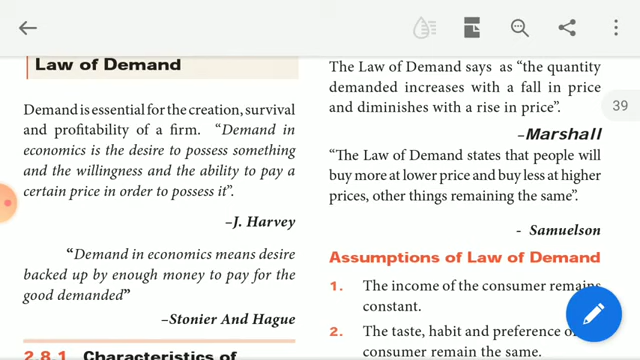 Law of Demand
Demand is essential for the creation, survival
and profitability of a firm. “Demand in
economics is the desire to possess something
and the willingness and the ability to pay a
certain price in order to possess it”.
–J. Harvey
“Demand in economics means desire
backed up by enough money to pay for the
good demanded”
–Stonier And Hague
2.8.1 Characteristics of
The Law of Demand says as “the quantity
demanded increases with a fall in price
and diminishes with a rise in price”.
–Marshall
“The Law of Demand states that people will
buy more at lower price and buy less at higher
prices, other things remaining the same”.
- Samuelson
Assumptions of Law of Demand
1. The income of the consumer remains
constant.
2. The taste, habit and preference
consumer remain the same.
39